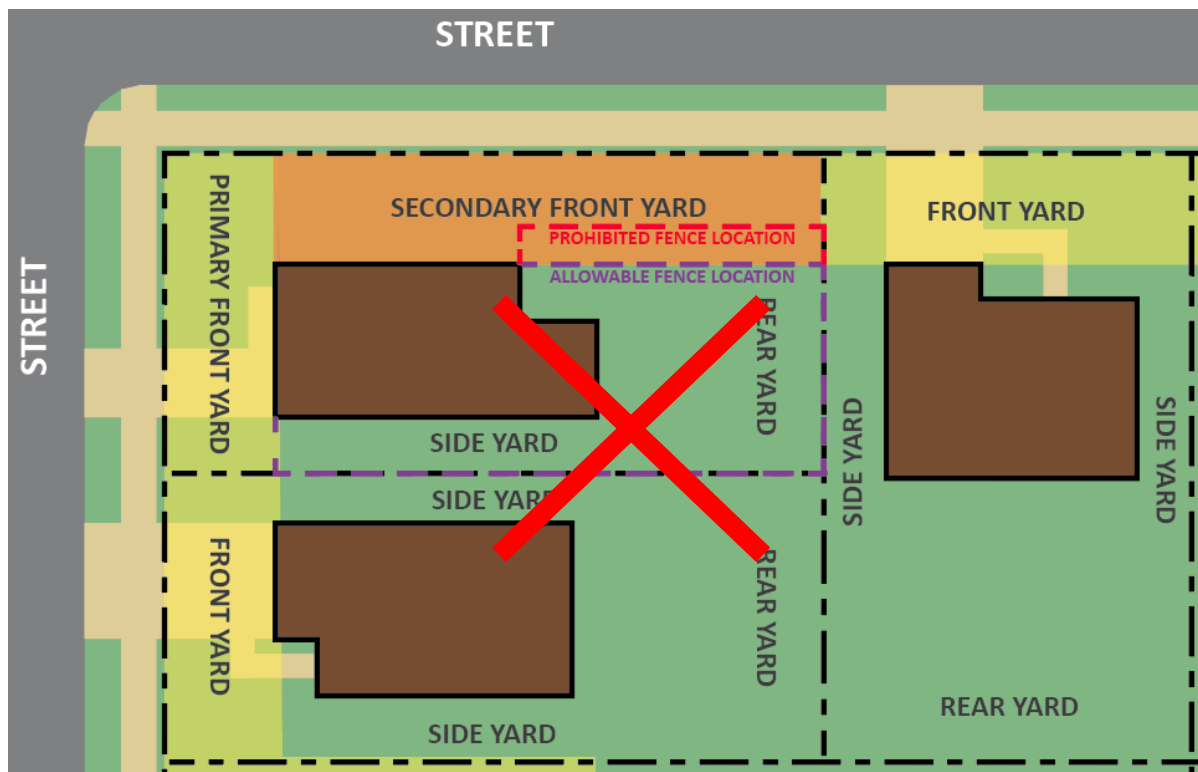 STREET
STREET
PRIMARY FRONT YARD
SECONDARY FRONT YARD
FRONT YARD
PROHIBITED FENCE LOCATION
ALLOWABLE FENCE LOCATION
REAR YARD
SIDE YARD
SIDE YARD
SIDE YARD
SIDE YARD
FRONT YARD
REAR YARD
SIDE YARD
REAR YARD